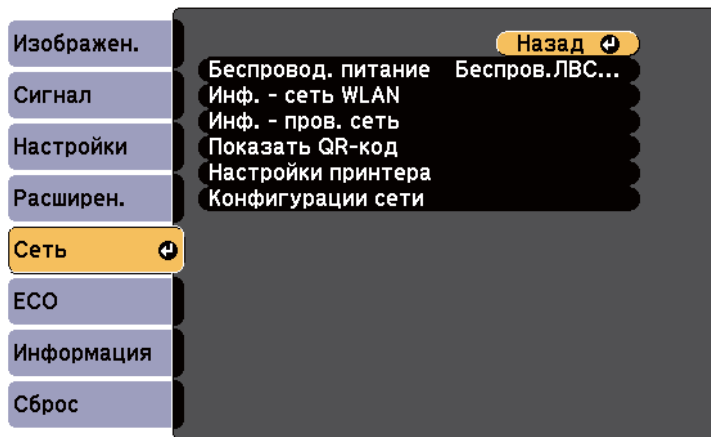 Изображен.
Сигнал
Настройки
Расширен.
Сеть
ECO
Информация
Сброс
Назад
Беспровод. питание Беспров.ЛВС...
Инф. - сеть WLAN
Инф. - пров. сеть
Показать QR-код
Настройки принтера
Конфигурации сети